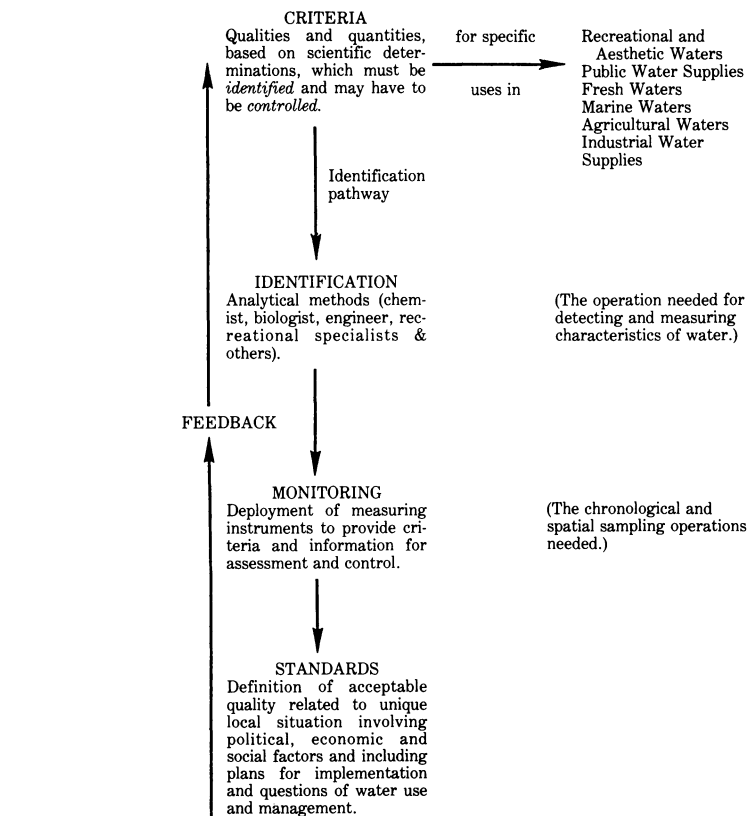 CRITERIA
Qualities and quantities,
based on scientific deter-
minations, which must be
identified and may have to
be controlled.
for specific
uses in
Recreational and
Aesthetic Waters
Public Water Supplies
Fresh Waters
Marine Waters
Agricultural Waters
Industrial Water
Supplies
Identification
pathway
IDENTIFICATION
Analytical methods (chem-
ist, biologist, engineer, rec-
reational specialists &
others).
(The operation needed for
detecting and measuring
characteristics of water.)
FEEDBACK
MONITORING
Deployment of measuring
instruments to provide cri-
teria and information for
assessment and control.
(The chronological and
spatial sampling operations
needed.)
STANDARDS
Definition of acceptable
quality related to unique
local situation involving
political, economic and
social factors and including
plans for implementation
and questions of water use
and management.